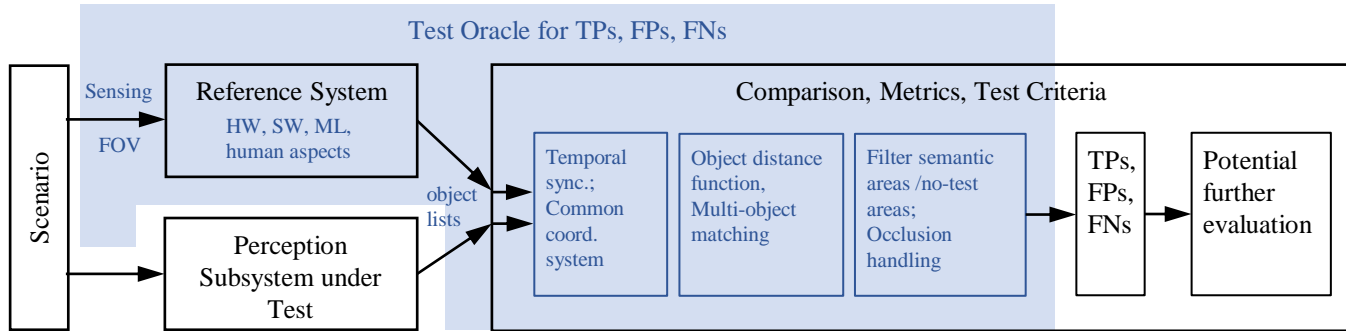 Test Oracle for TPs, FPs, FNs
Scenario
Sensing
FOV
Reference System
HW, SW, ML,
human aspects
Perception
Subsystem under
Test
object
lists
Comparison, Metrics, Test Criteria
Temporal
sync.;
Common
coord.
system
Object distance
function,
Multi-object
matching
Filter semantic
areas /no-test
areas;
Occlusion
handling
TPs,
FPs,
FNs
Potential
further
evaluation